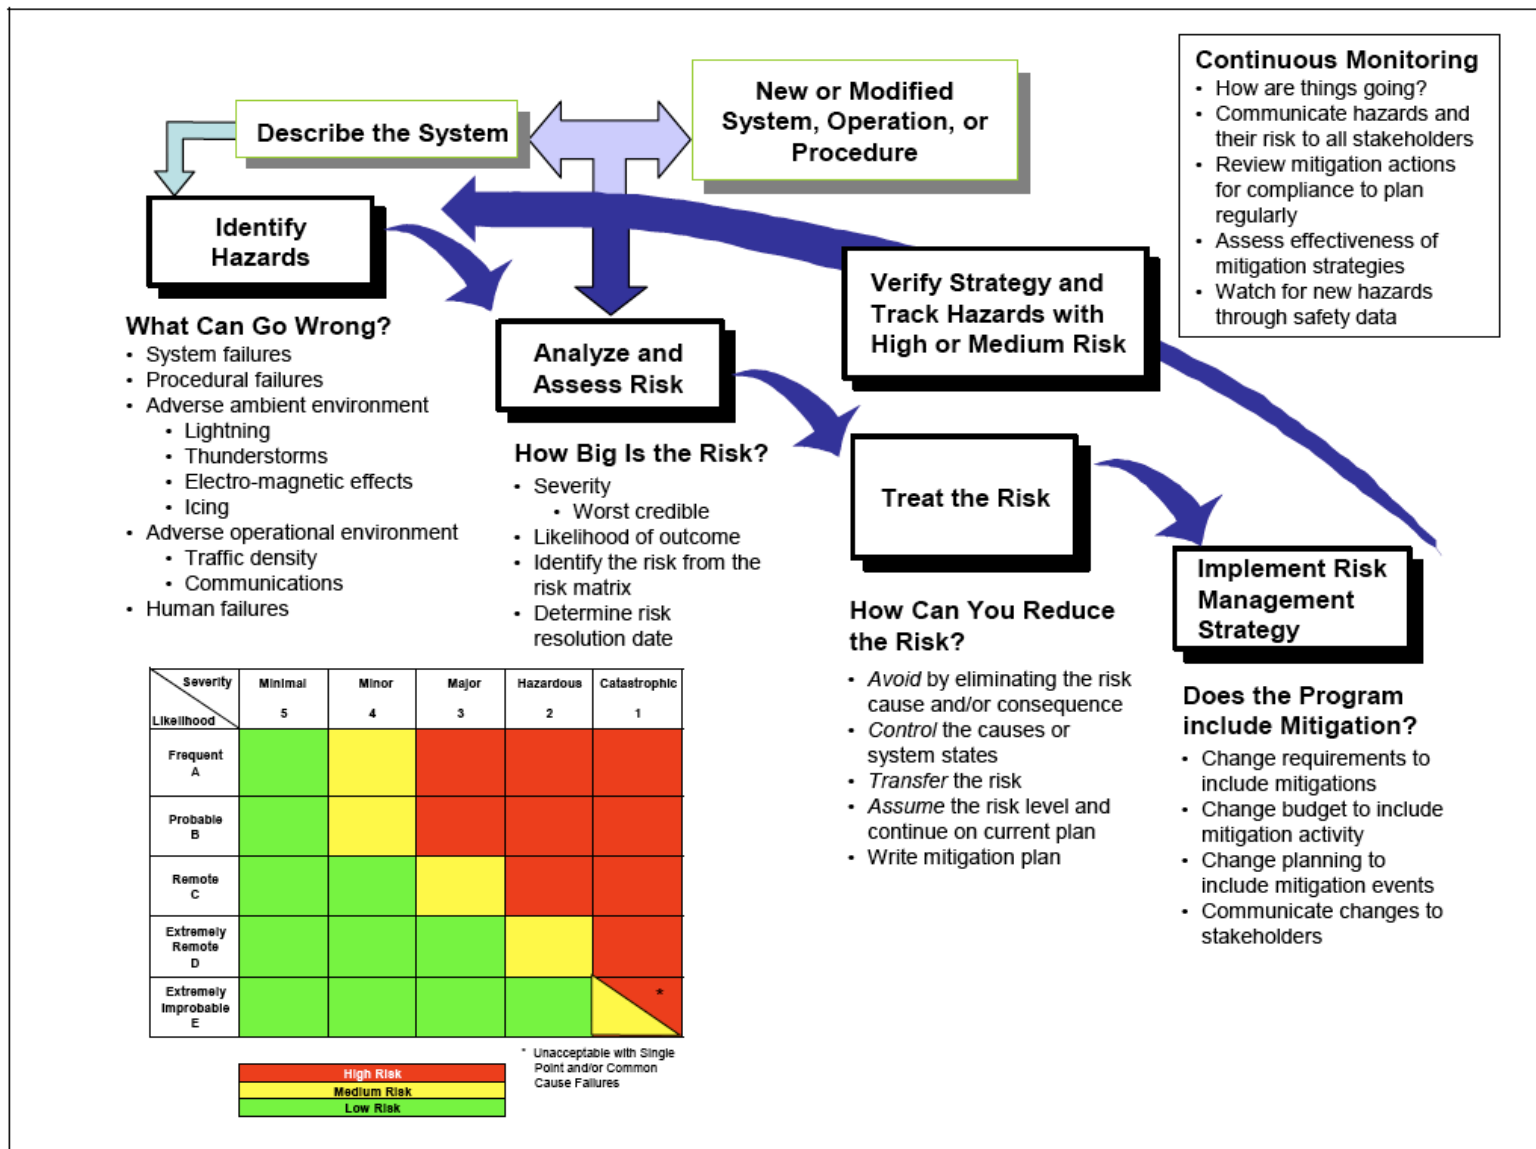 Describe the System
New or Modified
System, Operation, or
Procedure
Continuous Monitoring
• How are things going?
• Communicate hazards and
their risk to all stakeholders
• Review mitigation actions
for compliance to plan
regularly
• Assess effectiveness of
mitigation strategies
• Watch for new hazards
through safety data
Identify
Hazards
What Can Go Wrong?
• System failures
• Procedural failures
• Adverse ambient environment
• Lightning
• Thunderstorms
• Electro-magnetic effects
• Icing
• Adverse operational environment
• Traffic density
• Communications
• Human failures
Analyze and
Assess Risk
How Big Is the Risk?
• Severity
• Worst credible
• Likelihood of outcome
• Identify the risk from the
risk matrix
• Determine risk
resolution date
Verify Strategy and
Track Hazards with
High or Medium Risk
Treat the Risk
How Can You Reduce
the Risk?
• Avoid by eliminating the risk
cause and/or consequence
• Control the causes or
system states
• Transfer the risk
• Assume the risk level and
continue on current plan
• Write mitigation plan
Implement Risk
Management
Strategy
Does the Program
include Mitigation?
• Change requirements to
include mitigations
• Change budget to include
mitigation activity
• Change planning to
include mitigation events
• Communicate changes to
stakeholders
Severity
Likelihood
Minimal
5
Minor
4
Major
3
Hazardous
2
Catastrophic
1
Frequent
A
Probable
B
Remote
C
Extremely
Remote
D
Extremely
Improbable
E
*
High Risk
Medium Risk
Low Risk
* Unacceptable with Single
Point and/or Common
Cause Failures